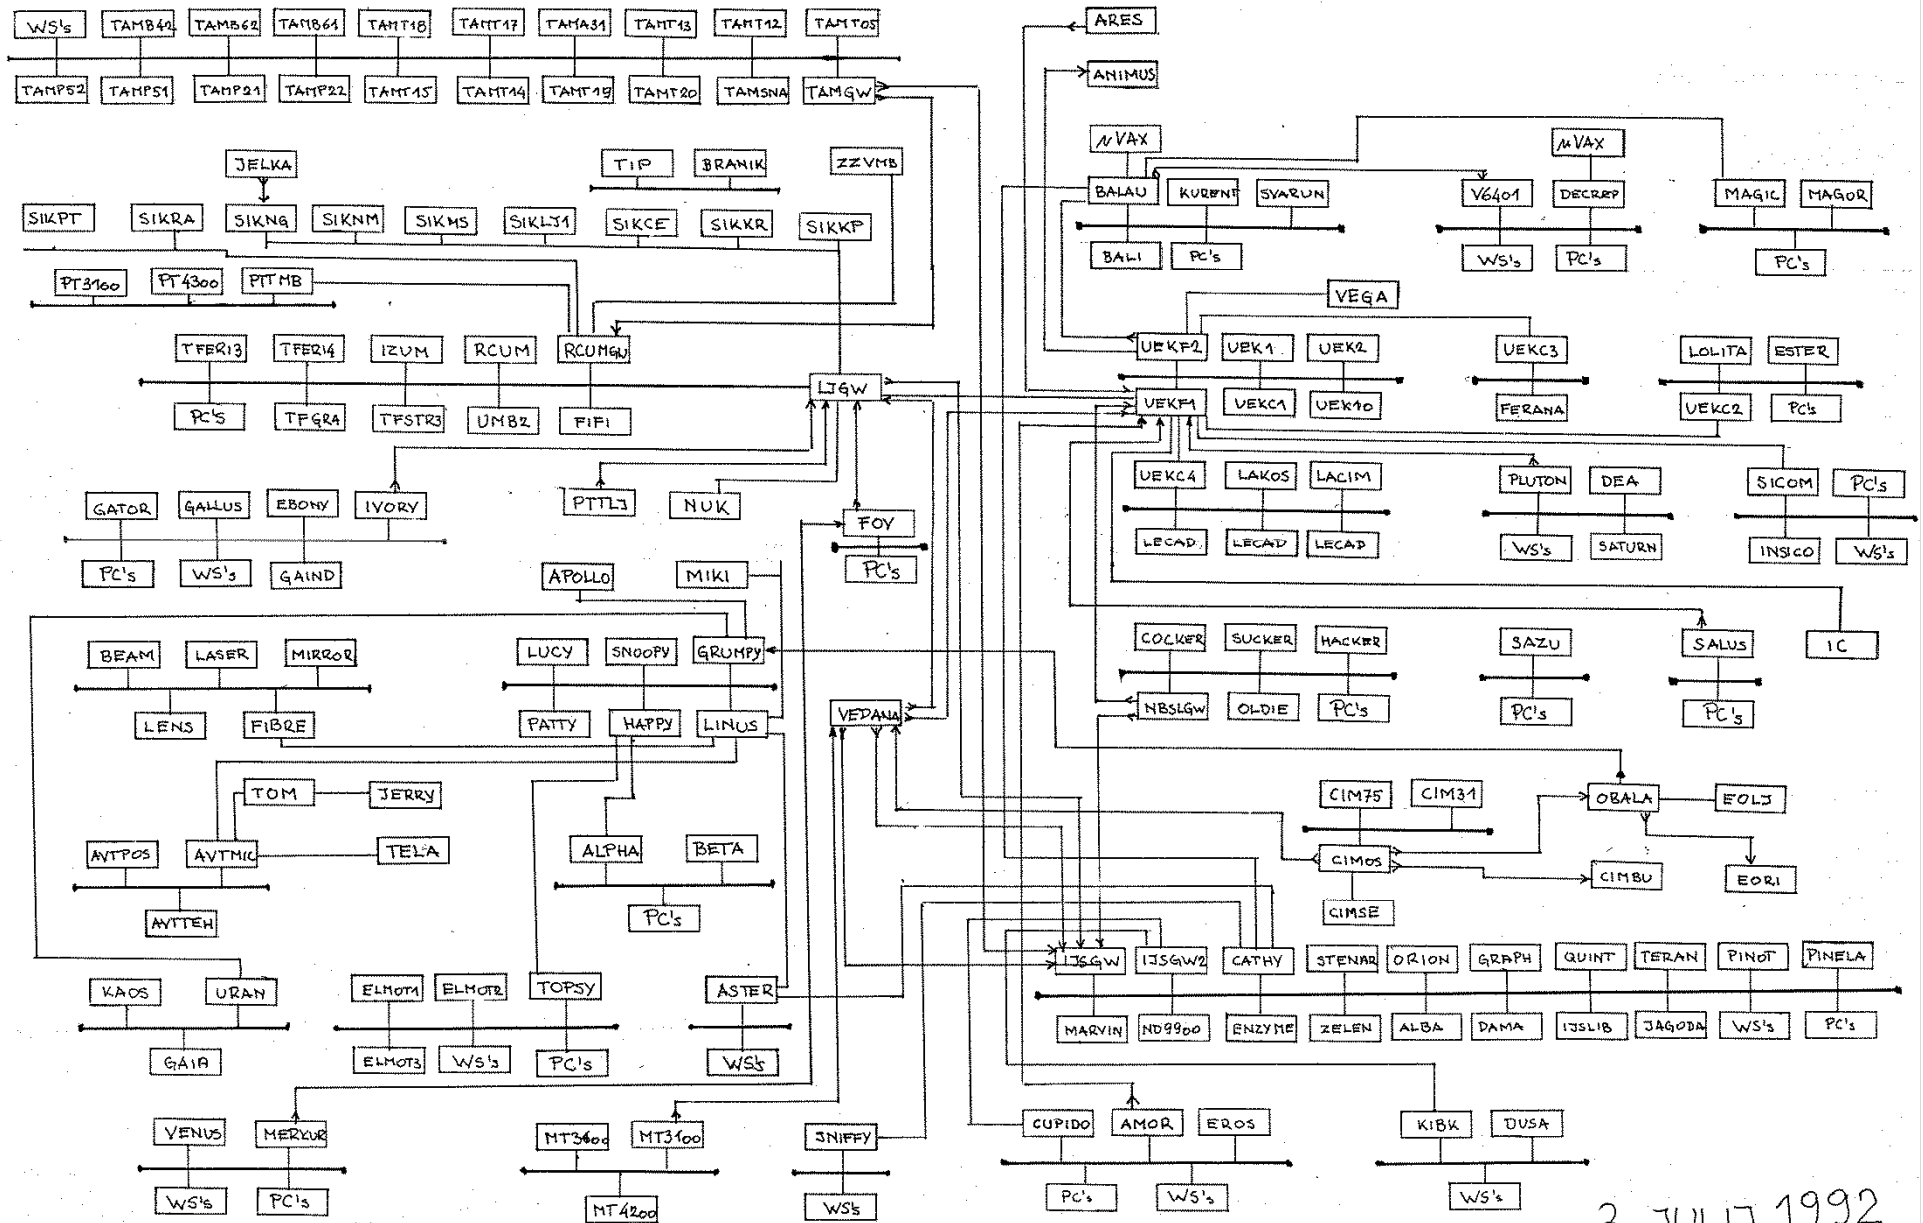 WS's TAMB42 TAMB62 TAMB61 TAMT18 TAMT17 TAMA31 TAMT13 TAMT12 TAMT05
TAMP52 TAMP51 TAMP21 TAMP22 TAMT15 TAMT14 TAMT19 TAMT20 TAMSNA TAMGW
ARES
ANIMUS
JELKA TIP BRANIK ZZVMB
SIKPT SIKRA SIKNG SIKNM SIKMS SIKLJ1 SIKCE SIKKR SIKKP
PT3100 PT4300 PTTMB
μVAX μVAX
BALAU KURENT SVARUN V6401 DECREP MAGIC MAGOR
BALI PC's WS's PC's PC's
VEGA
TFER13 TFER14 IZUM RCUM RCUMGW
LJGW
PC'S TFGR4 TFSTR3 UMB2 FIFI
UEKF2 UEK1 UEK2 UEKC3 LOLITA ESTER
UEKF1 UEKC1 UEK10 FERANA UEKC2 PC's
GATOR GALLUS EBONY IVORY PTTLJ NUK FOV
PC's WS's GAIND PC's
UEKC4 LAKOS LACIM PLUTON DEA SICOM PC's
LECAD LECAD LECAD WS's SATURN INSICO WS's
APOLLO MIKI
BEAM LASER MIRROR LUCY SNOOPY GRUMPY
LENS FIBRE PATTY HAPPY LINUS VEDANA
COCKER SUCKER HACKER SAZU SALUS IC
NBSLGW OLDIE PC's PC's PC's
TOM JERRY
AVTPOS AVTMIC TELA ALPHA BETA
AVTTEH PC's
CIM75 CIM31 OBALA EOLJ
CIMOS CIMBU EORI
CIMSE
KAOS URAN ELMOT1 ELMOT2 TOPSY ASTER
GAIA ELMOT3 WS's PC's WS's
IJSGW IJSGW2 CATHY STENAR ORION GRAPH QUINT TERAN PINOT PINELA
MARVIN ND9900 ENZYME ZELEN ALBA DAMA IJSLIB JAGODA WS's PC's
VENUS MERKUR MT3600 MT3100 SNIFFY CUPIDO AMOR EROS KIBK DUSA
WS's PC's MT4200 WS's PC's WS's WS's
1992